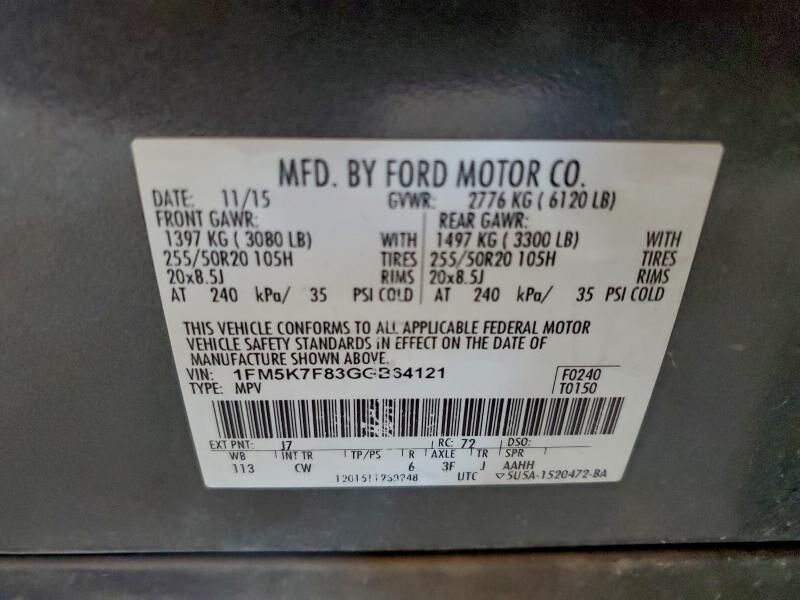 MFD. BY FORD MOTOR CO.
DATE: 11/15 GVWR: 2776 KG ( 6120 LB)
FRONT GAWR: REAR GAWR:
1397 KG ( 3080 LB) WITH 1497 KG ( 3300 LB) WITH
255/50R20 105H TIRES 255/50R20 105H TIRES
20x8.5J RIMS 20x8.5J RIMS
AT 240 kPa/ 35 PSI COLD AT 240 kPa/ 35 PSI COLD
THIS VEHICLE CONFORMS TO ALL APPLICABLE FEDERAL MOTOR
VEHICLE SAFETY STANDARDS IN EFFECT ON THE DATE OF
MANUFACTURE SHOWN ABOVE.
VIN: F0240
TYPE: MPV T0150
EXT PNT: J7 RC: 72 DSO:
WB INT TR TP/PS R AXLE TR SPR
113 CW 6 3F J AAHH
UTC 5U5A-1520472-BA